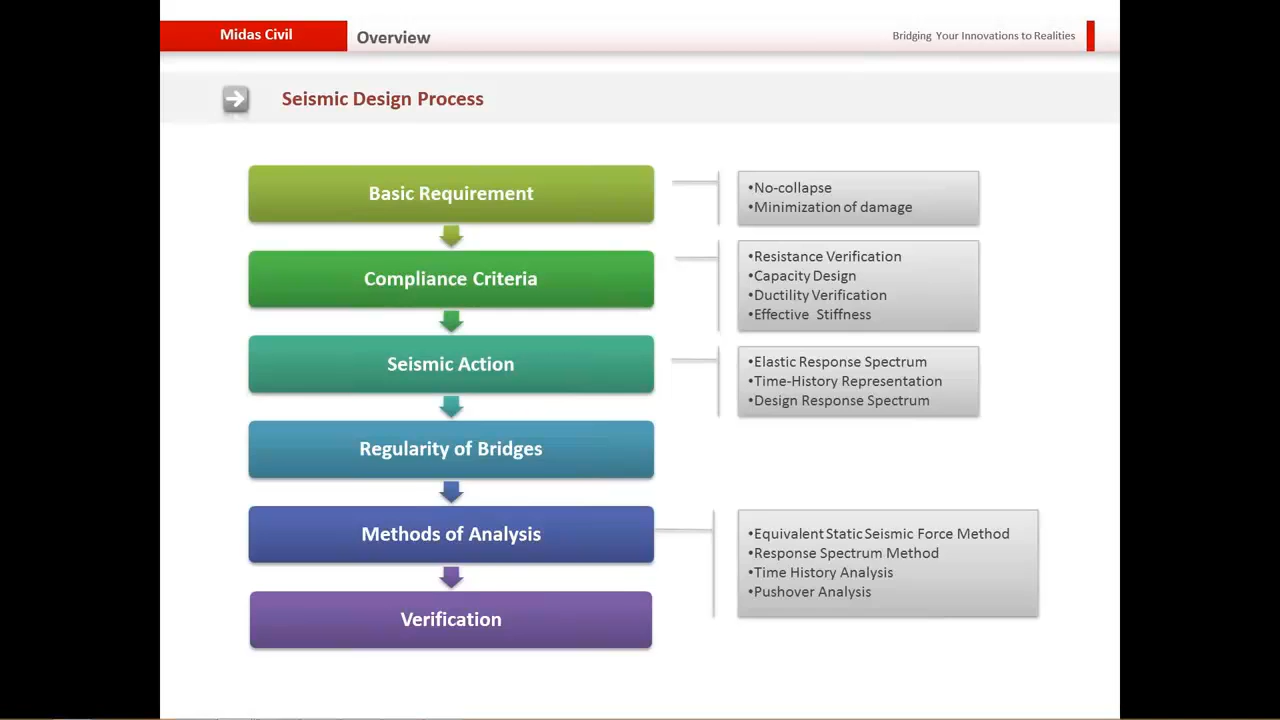 Midas Civil
Overview
Bridging Your Innovations to Realities
Seismic Design Process
Basic Requirement
•No-collapse
•Minimization of damage
Compliance Criteria
•Resistance Verification
•Capacity Design
•Ductility Verification
•Effective Stiffness
Seismic Action
•Elastic Response Spectrum
•Time-History Representation
•Design Response Spectrum
Regularity of Bridges
Methods of Analysis
•Equivalent Static Seismic Force Method
•Response Spectrum Method
•Time History Analysis
•Pushover Analysis
Verification